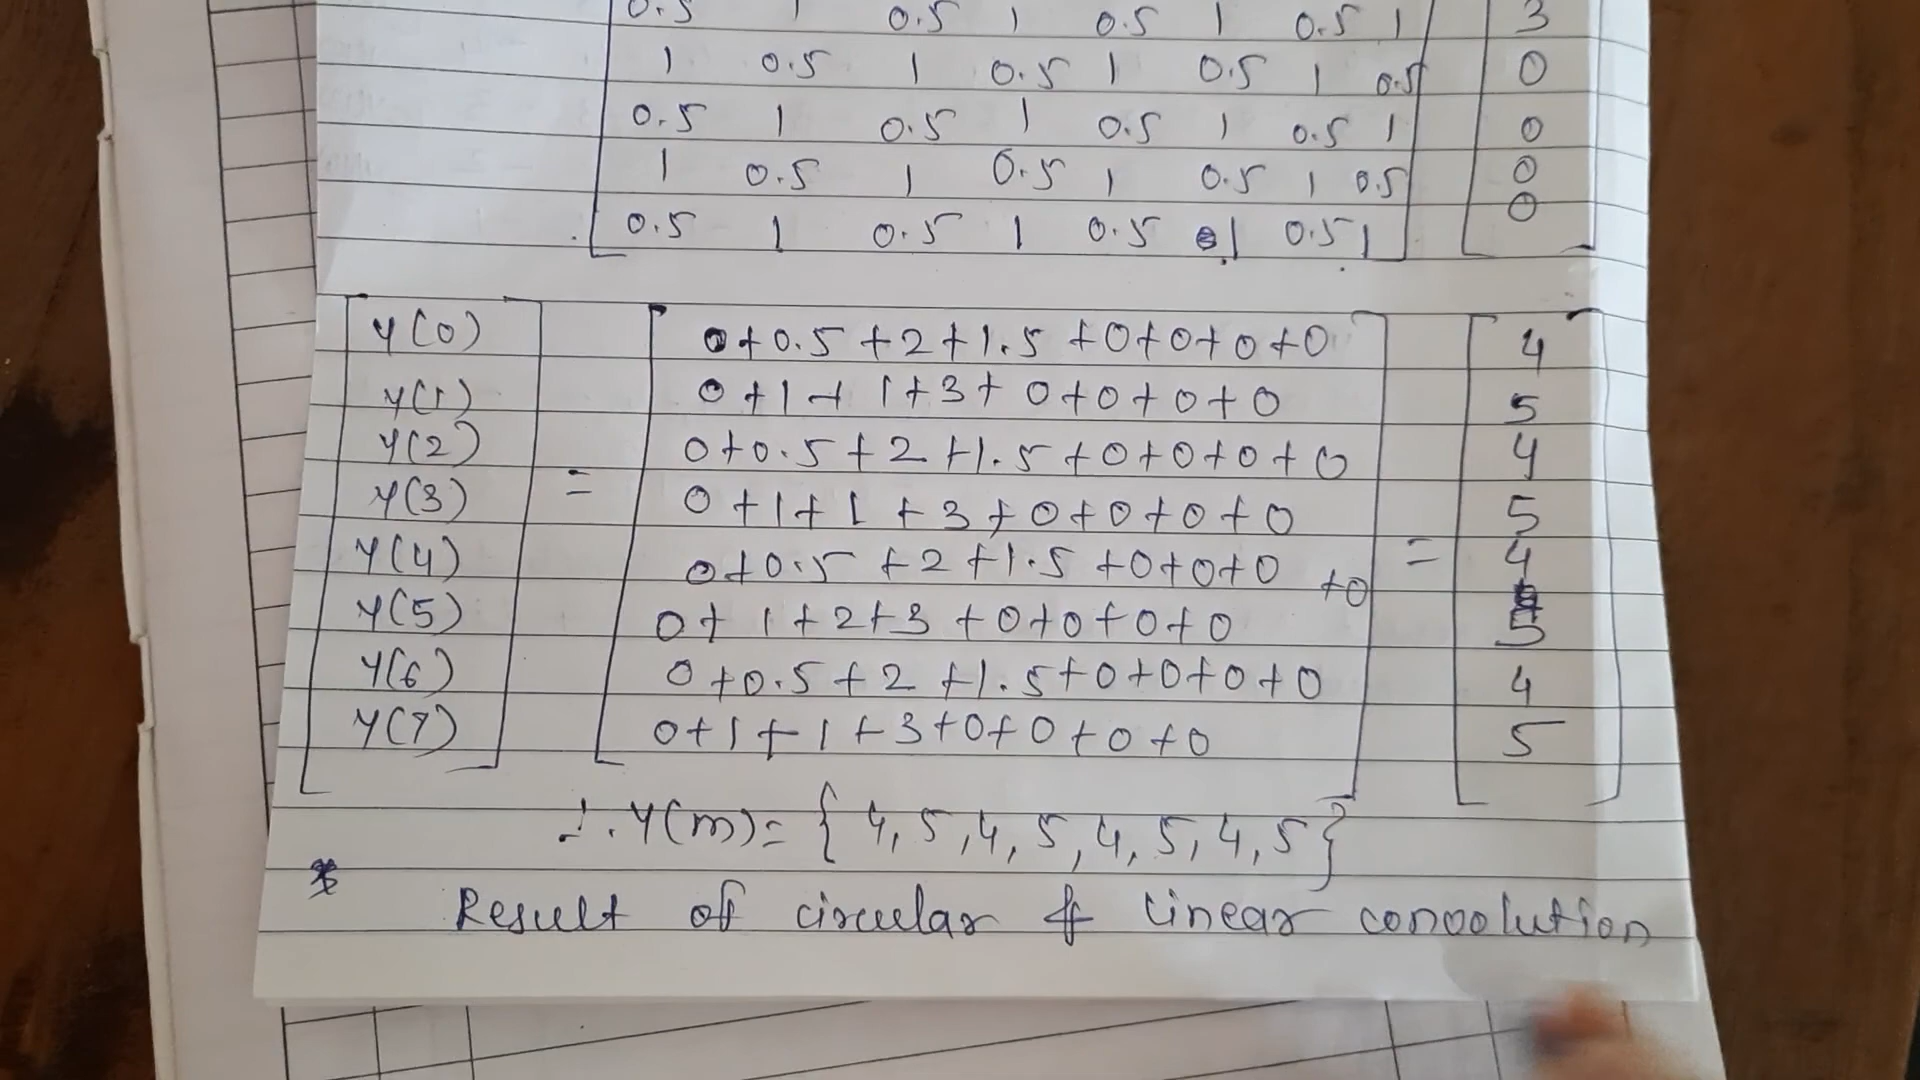 0.5 1 0.5 1 0.5 1 0.5 1 3
1 0.5 1 0.5 1 0.5 1 0.5 0
0.5 1 0.5 1 0.5 1 0.5 1 0
1 0.5 1 0.5 1 0.5 1 0.5 0
0.5 1 0.5 1 0.5 1 0.5 1 0
y(0) 0+0.5+2+1.5+0+0+0+0 4
y(1) 0+1+1+3+0+0+0+0 5
y(2) 0+0.5+2+1.5+0+0+0+0 4
y(3) = 0+1+1+3+0+0+0+0 5
y(4) 0+0.5+2+1.5+0+0+0+0 = 4
y(5) 0+1+2+3+0+0+0+0 5
y(6) 0+0.5+2+1.5+0+0+0+0 4
y(7) 0+1+1+3+0+0+0+0 5
∴ y(m)= {4,5,4,5,4,5,4,5}
* Result of circular & linear convolution